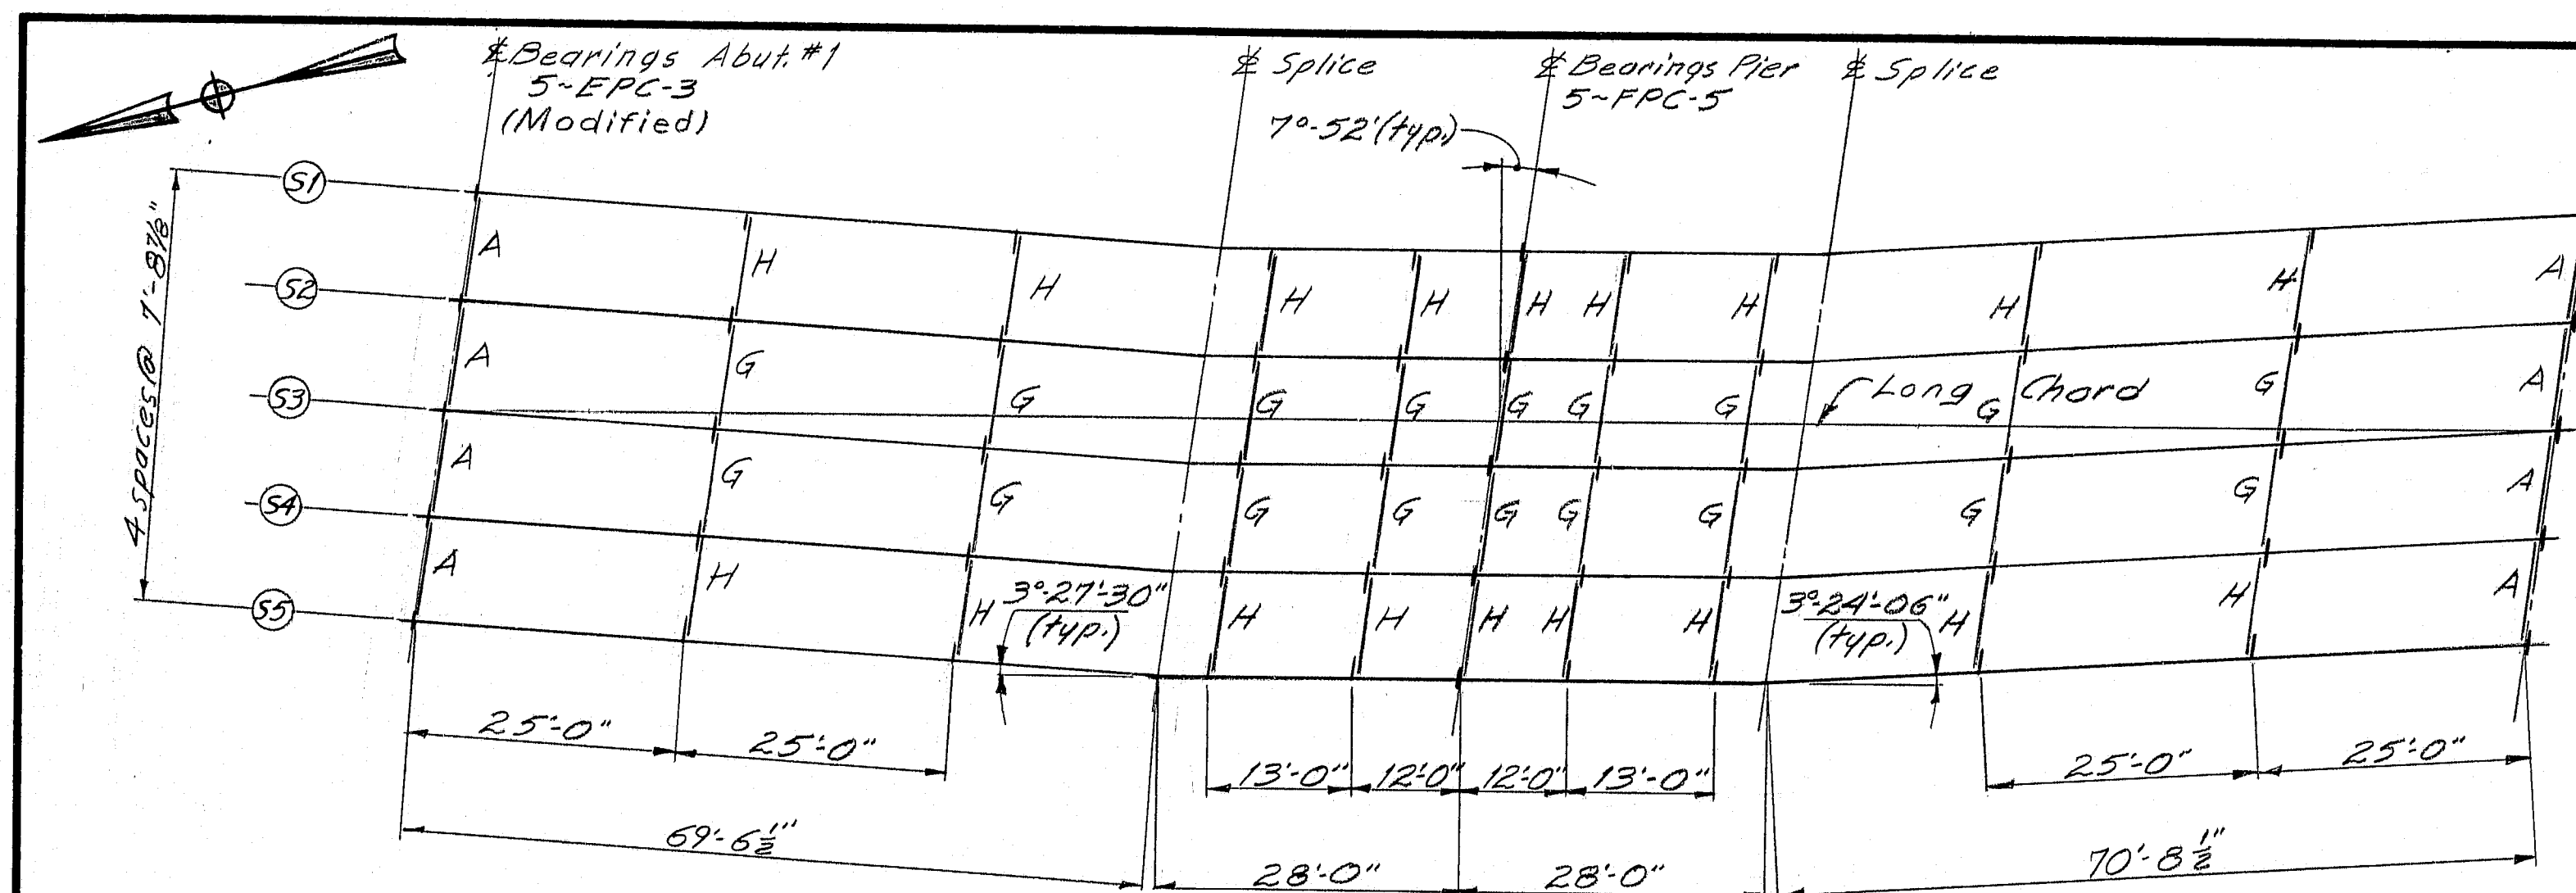 ℄ Bearings Abut. #1
5~EPC-3
(Modified)
℄ Splice
℄ Bearings Pier
5~FPC-5
℄ Splice
7°-52' (typ.)
4 spaces @ 7'-8⅞"
S1
A H H H H H H H H H A
S2
A G G G G G G G G G A
Long Chord
S3
A G G G G G G G G G A
S4
A H H H H H H H H H A
S5
3°-27'-30"
(typ.)
3°-24'-06"
(typ.)
25'-0" 25'-0" 13'-0" 12'-0" 12'-0" 13'-0" 25'-0" 25'-0"
69'-6½" 28'-0" 28'-0" 70'-8½"